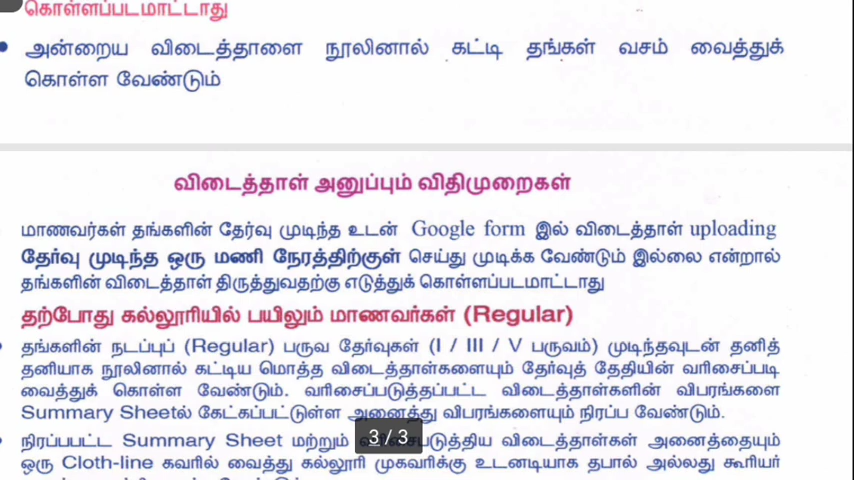 கொள்ளப்படமாட்டாது
அன்றைய விடைத்தாளை நூலினால் கட்டி தங்கள் வசம் வைத்துக்
கொள்ள வேண்டும்
விடைத்தாள் அனுப்பும் விதிமுறைகள்
மாணவர்கள் தங்களின் தேர்வு முடிந்த உடன் Google form இல் விடைத்தாள் uploading
தேர்வு முடிந்த ஒரு மணி நேரத்திற்குள் செய்து முடிக்க வேண்டும் இல்லை என்றால்
தங்களின் விடைத்தாள் திருத்துவதற்கு எடுத்துக் கொள்ளப்படமாட்டாது
தற்போது கல்லூரியில் பயிலும் மாணவர்கள் (Regular)
தங்களின் நடப்புப் (Regular) பருவ தேர்வுகள் (I / III / V பருவம்) முடிந்தவுடன் தனித்
தனியாக நூலினால் கட்டிய மொத்த விடைத்தாள்களையும் தேர்வுத் தேதியின் வரிசைப்படி
வைத்துக் கொள்ள வேண்டும். வரிசைப்படுத்தப்பட்ட விடைத்தாள்களின் விபரங்களை
Summary Sheetல் கேட்கப்பட்டுள்ள அனைத்து விபரங்களையும் நிரப்ப வேண்டும்.
நிரப்பபட்ட Summary Sheet மற்றும் விடைத்தாள்கள் அனைத்தையும்
ஒரு Cloth-line கவரில் வைத்து கல்லூரி முகவரிக்கு உடனடியாக தபால் அல்லது கூரியர்
3 / 3